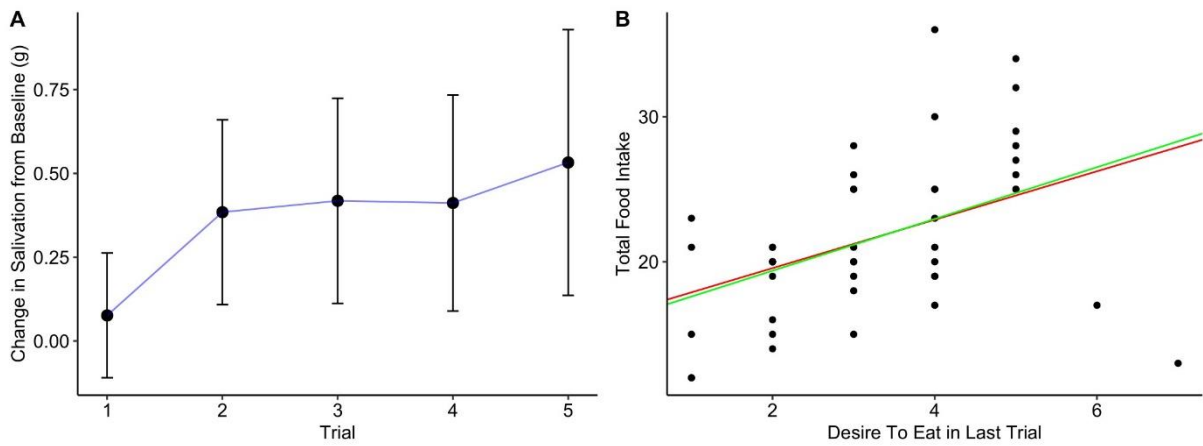 A
Change in Salivation from Baseline (g)
0.75
0.50
0.25
0.00
1 2 3 4 5
Trial
B
Total Food Intake
30
20
2 4 6
Desire To Eat in Last Trial